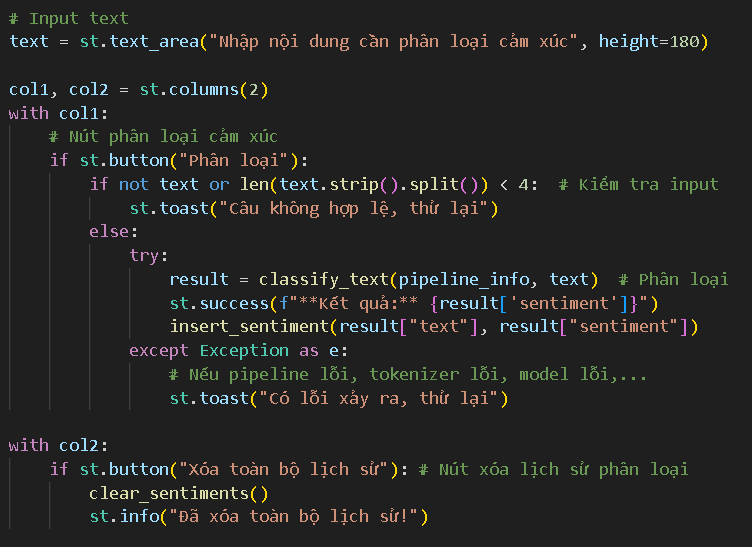 # Input text
text = st.text_area("Nhập nội dung cần phân loại cảm xúc", height=180)

col1, col2 = st.columns(2)
with col1:
    # Nút phân loại cảm xúc
    if st.button("Phân loại"):
        if not text or len(text.strip().split()) < 4:  # Kiểm tra input
            st.toast("Câu không hợp lệ, thử lại")
        else:
            try:
                result = classify_text(pipeline_info, text)  # Phân loại
                st.success(f"**Kết quả:** {result['sentiment']}")
                insert_sentiment(result["text"], result["sentiment"])
            except Exception as e:
                # Nếu pipeline lỗi, tokenizer lỗi, model lỗi,...
                st.toast("Có lỗi xảy ra, thử lại")

with col2:
    if st.button("Xóa toàn bộ lịch sử"): # Nút xóa lịch sử phân loại
        clear_sentiments()
        st.info("Đã xóa toàn bộ lịch sử!")